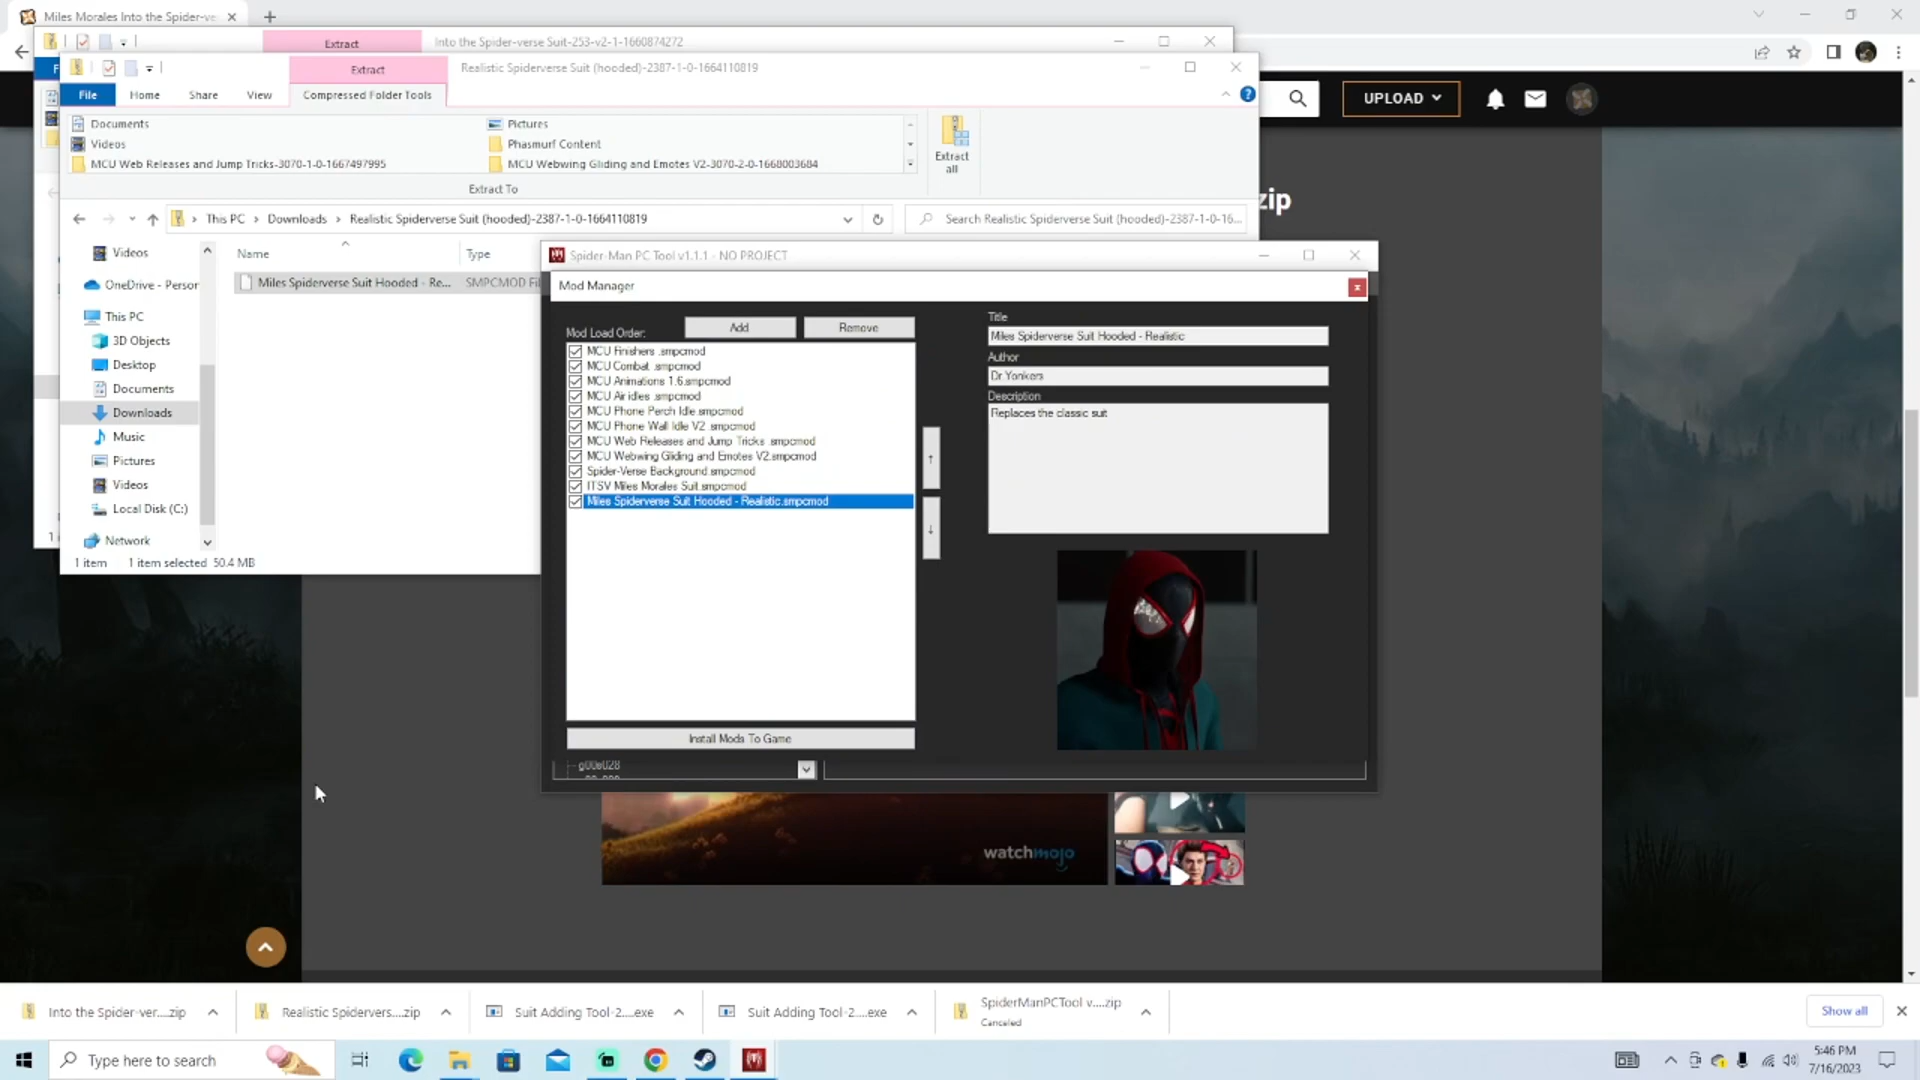 Miles Morales Into the Spider-ve
Extract
Into the Spider-verse Suit-253-v2-1-1660874272
Extract
Realistic Spiderverse Suit (hooded)-2387-1-0-1664110819
File
Home
Share
View
Compressed Folder Tools
UPLOAD
Documents
Pictures
Videos
Phasmurf Content
MCU Web Releases and Jump Tricks-3070-1-0-1667497995
MCU Webwing Gliding and Emotes V2-3070-2-0-1668003684
Extract
all
Extract To
zip
This PC > Downloads > Realistic Spiderverse Suit (hooded)-2387-1-0-1664110819
Search Realistic Spiderverse Suit (hooded)-2387-1-0-16...
Name
Type
Miles Spiderverse Suit Hooded - Re...
SMPCMOD Fi
Videos
OneDrive - Person
This PC
3D Objects
Desktop
Documents
Downloads
Music
Pictures
Videos
Local Disk (C:)
Network
1 item
1 item selected 50.4 MB
Spider-Man PC Tool v1.1.1 - NO PROJECT
Mod Manager
Mod Load Order:
Add
Remove
MCU Finishers .smpcmod
MCU Combat .smpcmod
MCU Animations 1.6.smpcmod
MCU Air idles .smpcmod
MCU Phone Perch Idle.smpcmod
MCU Phone Wall Idle V2 .smpcmod
MCU Web Releases and Jump Tricks .smpcmod
MCU Webwing Gliding and Emotes V2.smpcmod
Spider-Verse Background.smpcmod
ITSV Miles Morales Suit.smpcmod
Miles Spiderverse Suit Hooded - Realistic.smpcmod
↑
↓
Title
Miles Spiderverse Suit Hooded - Realistic
Author
Dr Yonkers
Description
Replaces the classic suit
Install Mods To Game
g00s028
watchmojo
Into the Spider-ver....zip
Realistic Spidervers....zip
Suit Adding Tool-2....exe
Suit Adding Tool-2....exe
SpiderManPCTool v....zip
Canceled
Show all
Type here to search
5:46 PM
7/16/2023